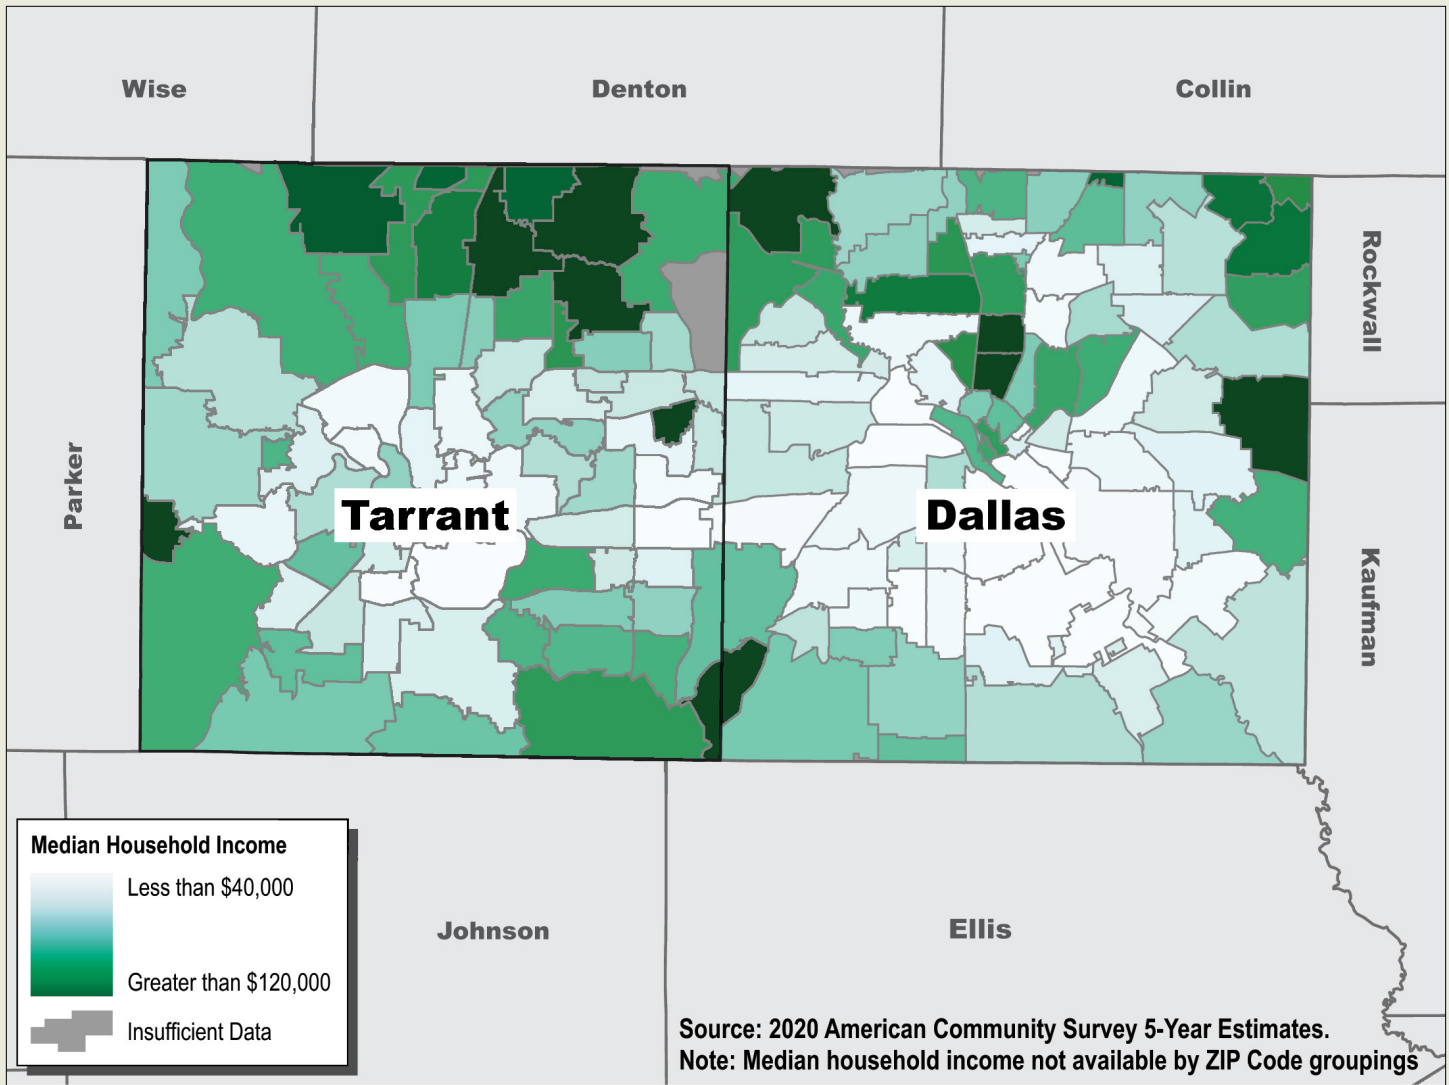 Wise
Denton
Collin
Rockwall
Parker
Tarrant
Dallas
Kaufman
Median Household Income
Less than $40,000
Greater than $120,000
Insufficient Data
Johnson
Ellis
Source: 2020 American Community Survey 5-Year Estimates.
Note: Median household income not available by ZIP Code groupings